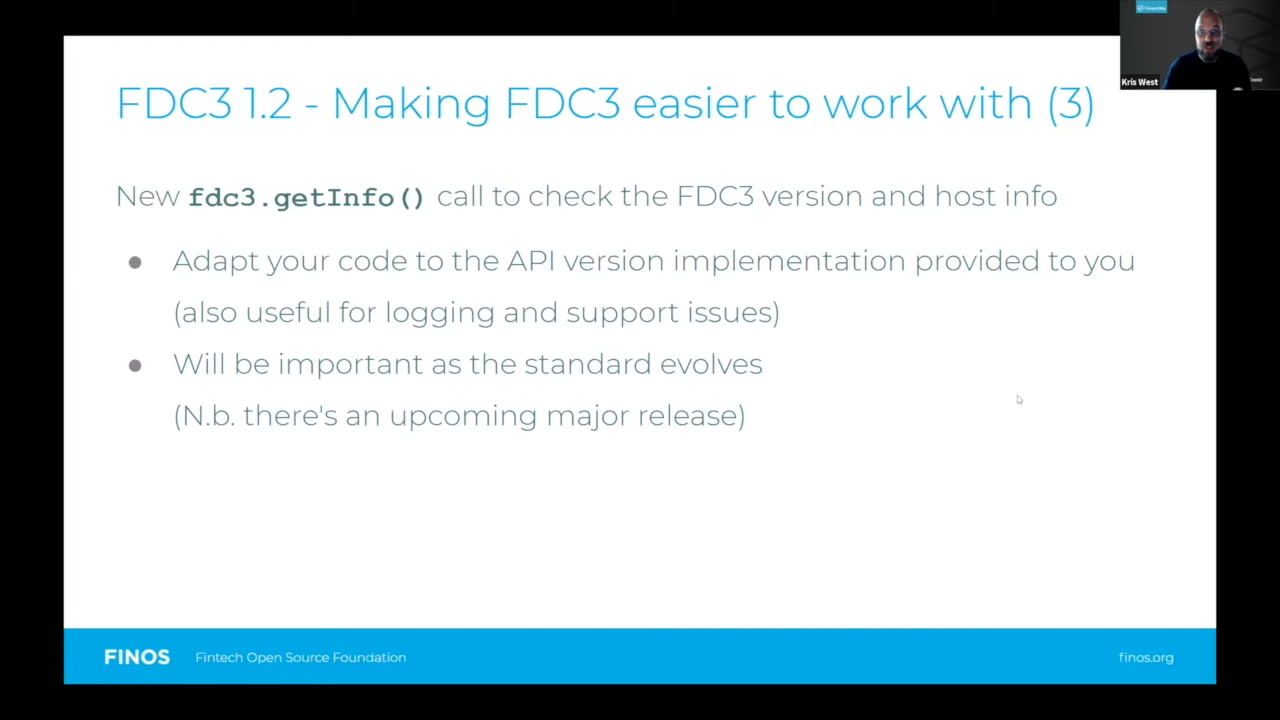 Finsemble
Kris West
FDC3 1.2 - Making FDC3 easier to work with (3)
New fdc3.getInfo() call to check the FDC3 version and host info
● Adapt your code to the API version implementation provided to you
(also useful for logging and support issues)
● Will be important as the standard evolves
(N.b. there's an upcoming major release)
FINOS Fintech Open Source Foundation
finos.org